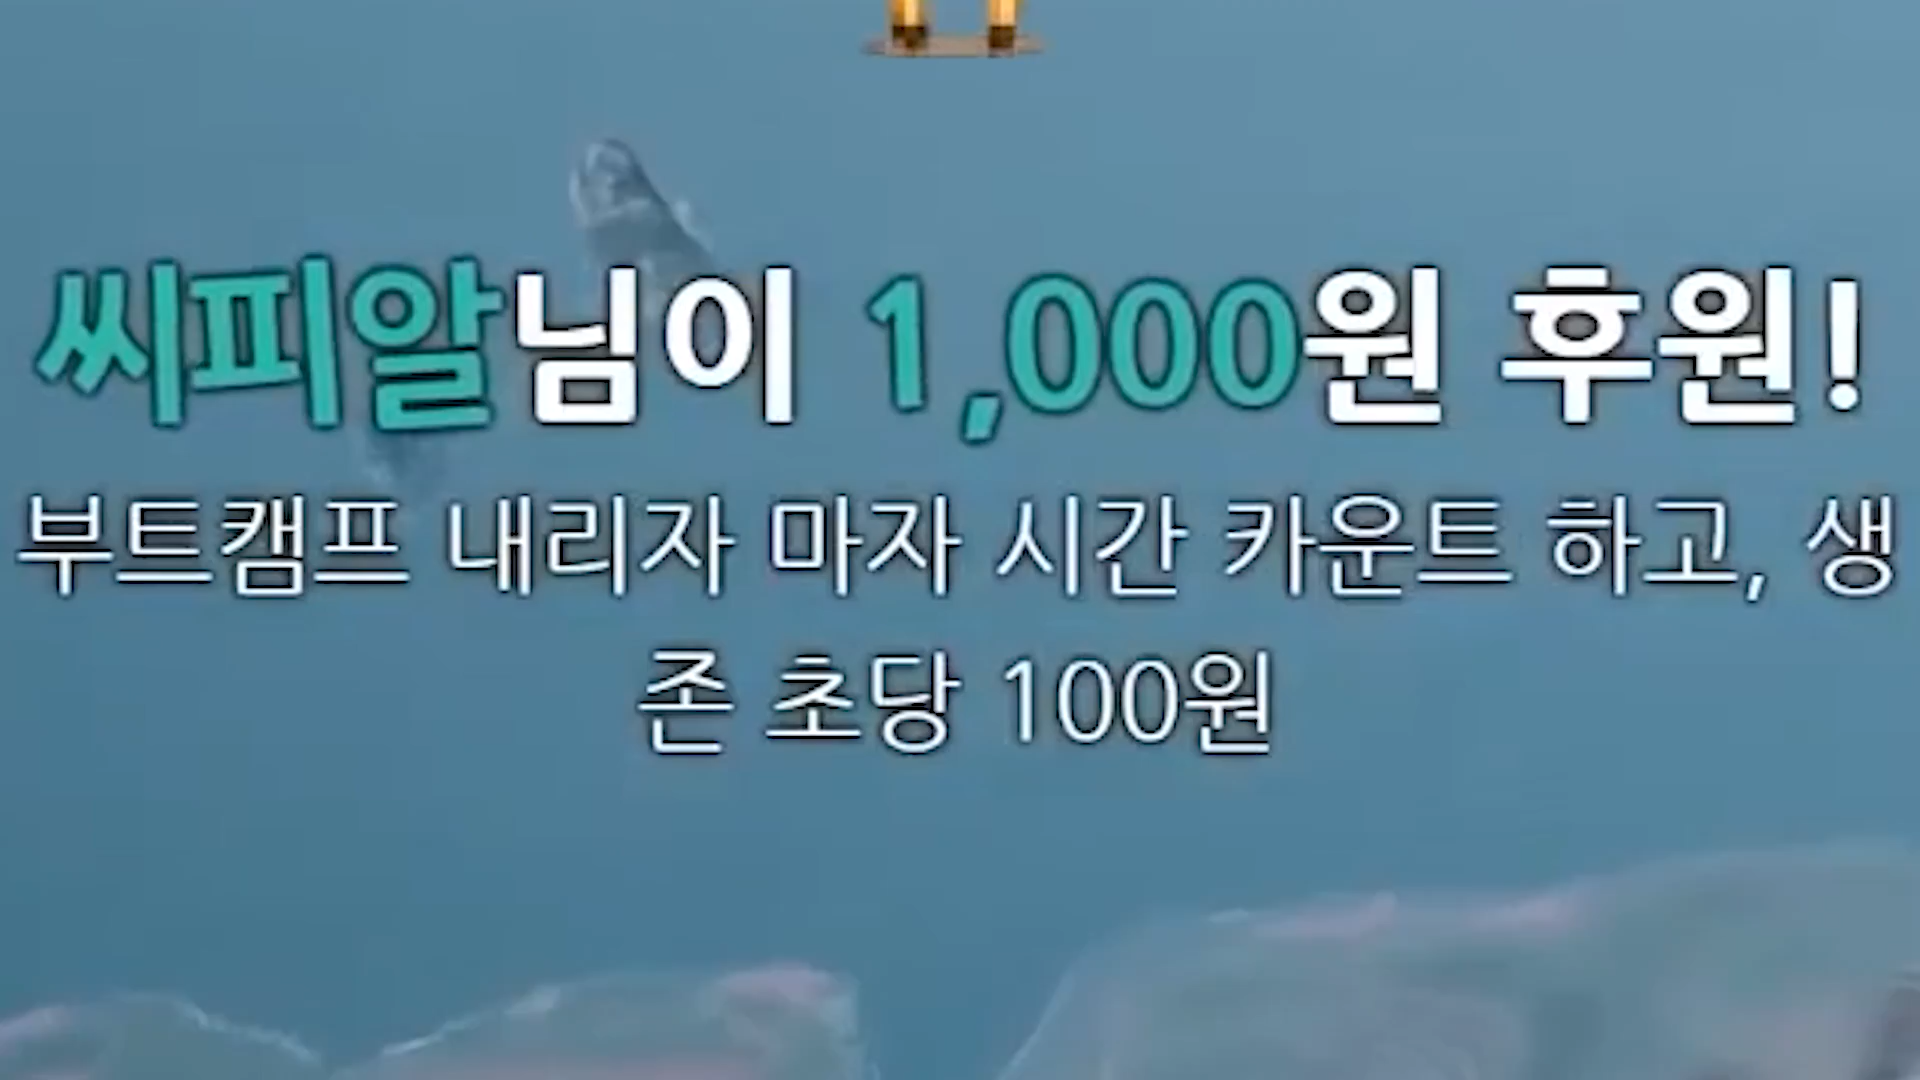 씨피알님이 1,000원 후원!
부트캠프 내리자 마자 시간 카운트 하고, 생
존 초당 100원